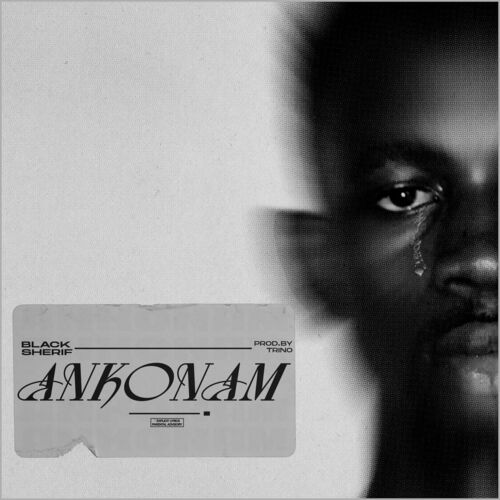 BLACK
SHERIF
PROD.BY
TRINO
ANKONAM
EXPLICIT LYRICS
PARENTAL ADVISORY